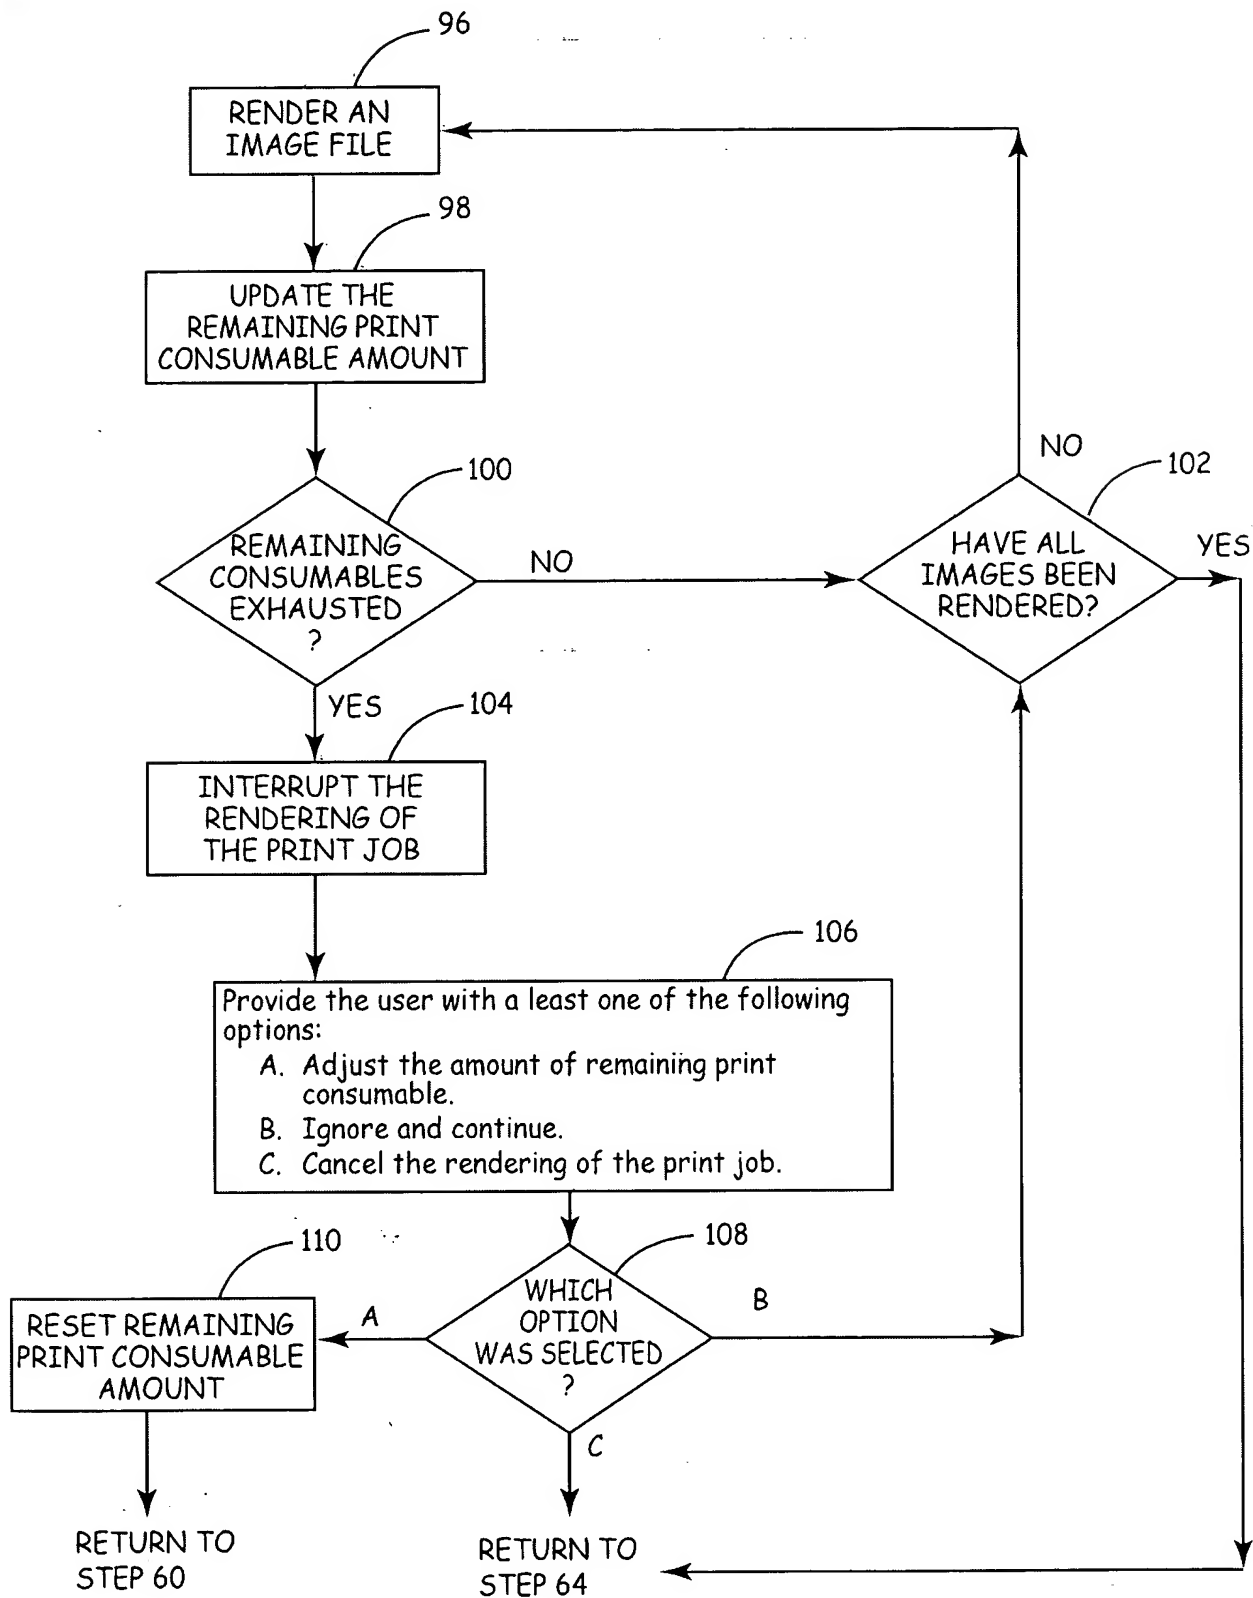 96
RENDER AN
IMAGE FILE
98
UPDATE THE
REMAINING PRINT
CONSUMABLE AMOUNT
NO
100
102
REMAINING
CONSUMABLES
EXHAUSTED
?
NO
HAVE ALL
IMAGES BEEN
RENDERED?
YES
YES
104
INTERRUPT THE
RENDERING OF
THE PRINT JOB
106
Provide the user with a least one of the following
options:
A. Adjust the amount of remaining print
consumable.
B. Ignore and continue.
C. Cancel the rendering of the print job.
110
108
RESET REMAINING
PRINT CONSUMABLE
AMOUNT
A
WHICH
OPTION
WAS SELECTED
?
B
C
RETURN TO
STEP 60
RETURN TO
STEP 64